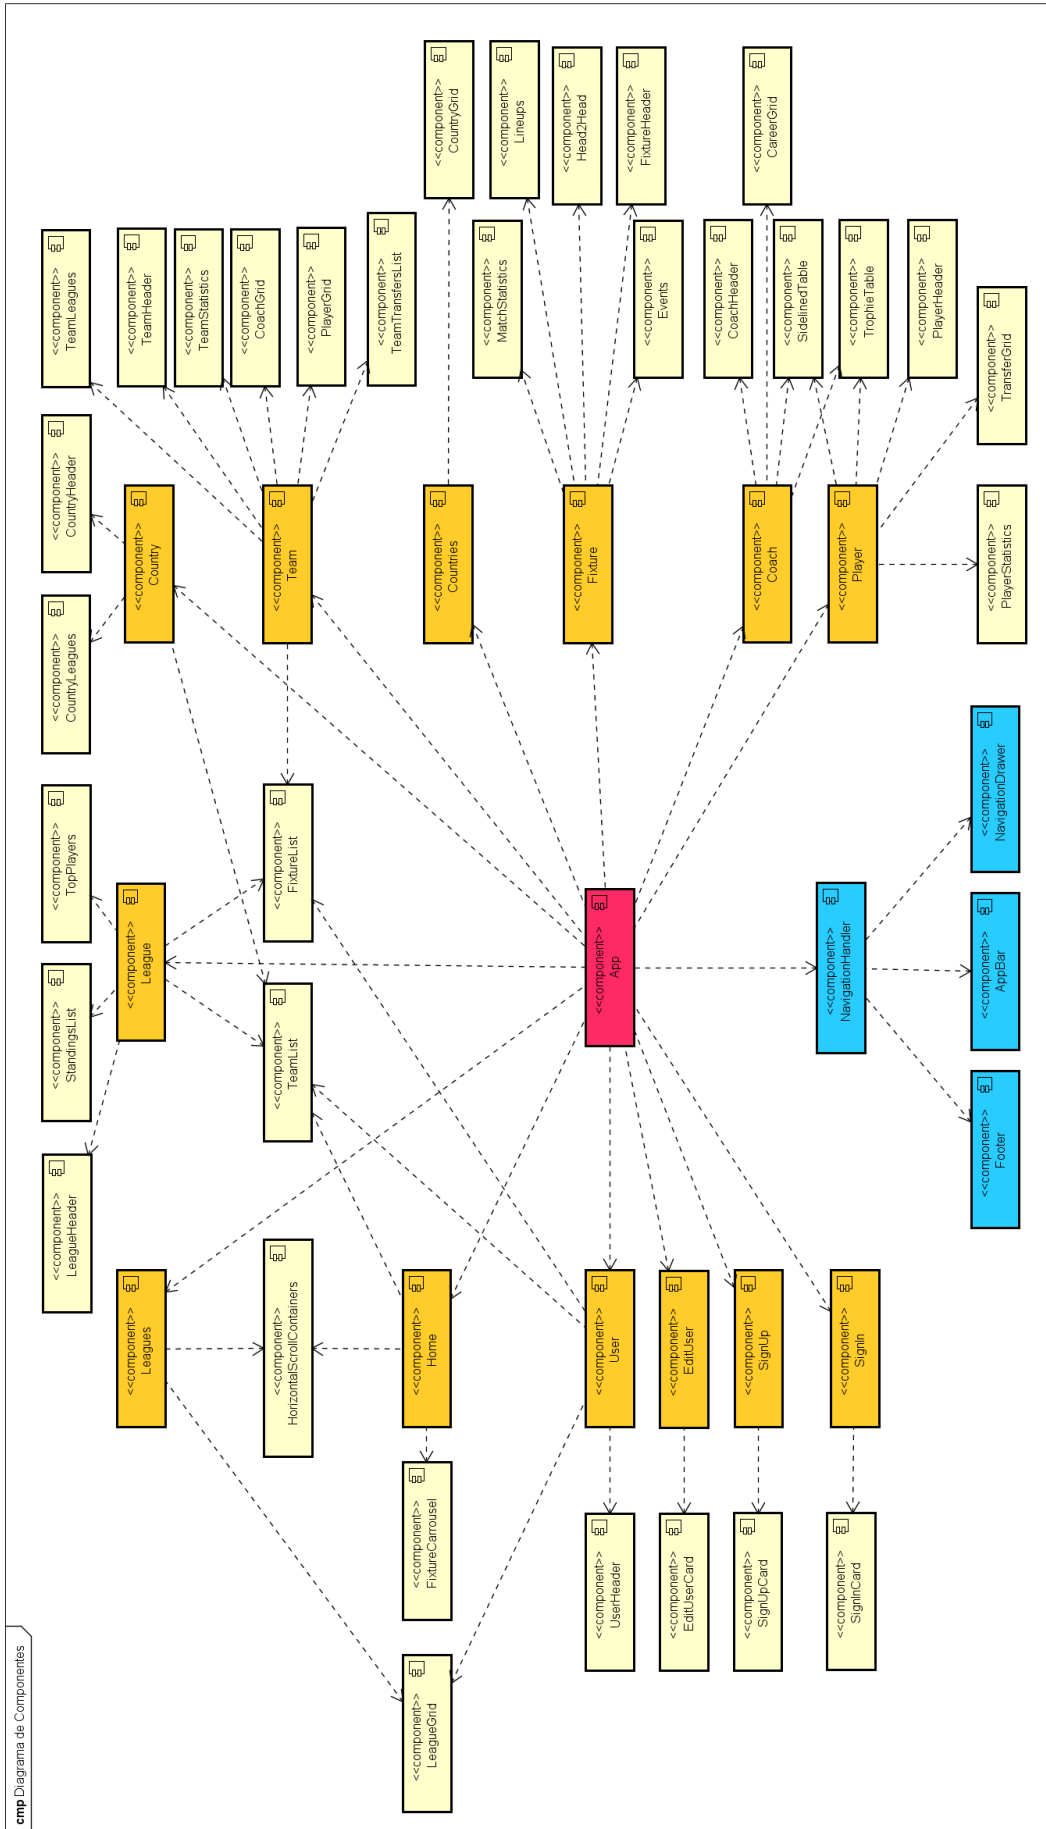 cmp Diagrama de Componentes
<<component>>
LeagueHeader
<<component>>
StandingsList
<<component>>
TopPlayers
<<component>>
CountryLeagues
<<component>>
CountryHeader
<<component>>
TeamLeagues
<<component>>
Leagues
<<component>>
League
<<component>>
Country
<<component>>
TeamHeader
<<component>>
TeamStatistics
<<component>>
CoachGrid
<<component>>
HorizontalScrollContainers
<<component>>
TeamList
<<component>>
FixtureList
<<component>>
Team
<<component>>
PlayerGrid
<<component>>
TeamTransfersList
<<component>>
LeagueGrid
<<component>>
FixtureCarrousel
<<component>>
Home
<<component>>
Countries
<<component>>
CountryGrid
<<component>>
MatchStatistics
<<component>>
Lineups
<<component>>
Fixture
<<component>>
Head2Head
<<component>>
UserHeader
<<component>>
User
<<component>>
App
<<component>>
FixtureHeader
<<component>>
Events
<<component>>
EditUserCard
<<component>>
EditUser
<<component>>
CoachHeader
<<component>>
SignUpCard
<<component>>
SignUp
<<component>>
Coach
<<component>>
CareerGrid
<<component>>
SidelinedTable
<<component>>
SignInCard
<<component>>
SignIn
<<component>>
NavigationHandler
<<component>>
Player
<<component>>
TrophieTable
<<component>>
PlayerHeader
<<component>>
Footer
<<component>>
AppBar
<<component>>
NavigationDrawer
<<component>>
PlayerStatistics
<<component>>
TransferGrid